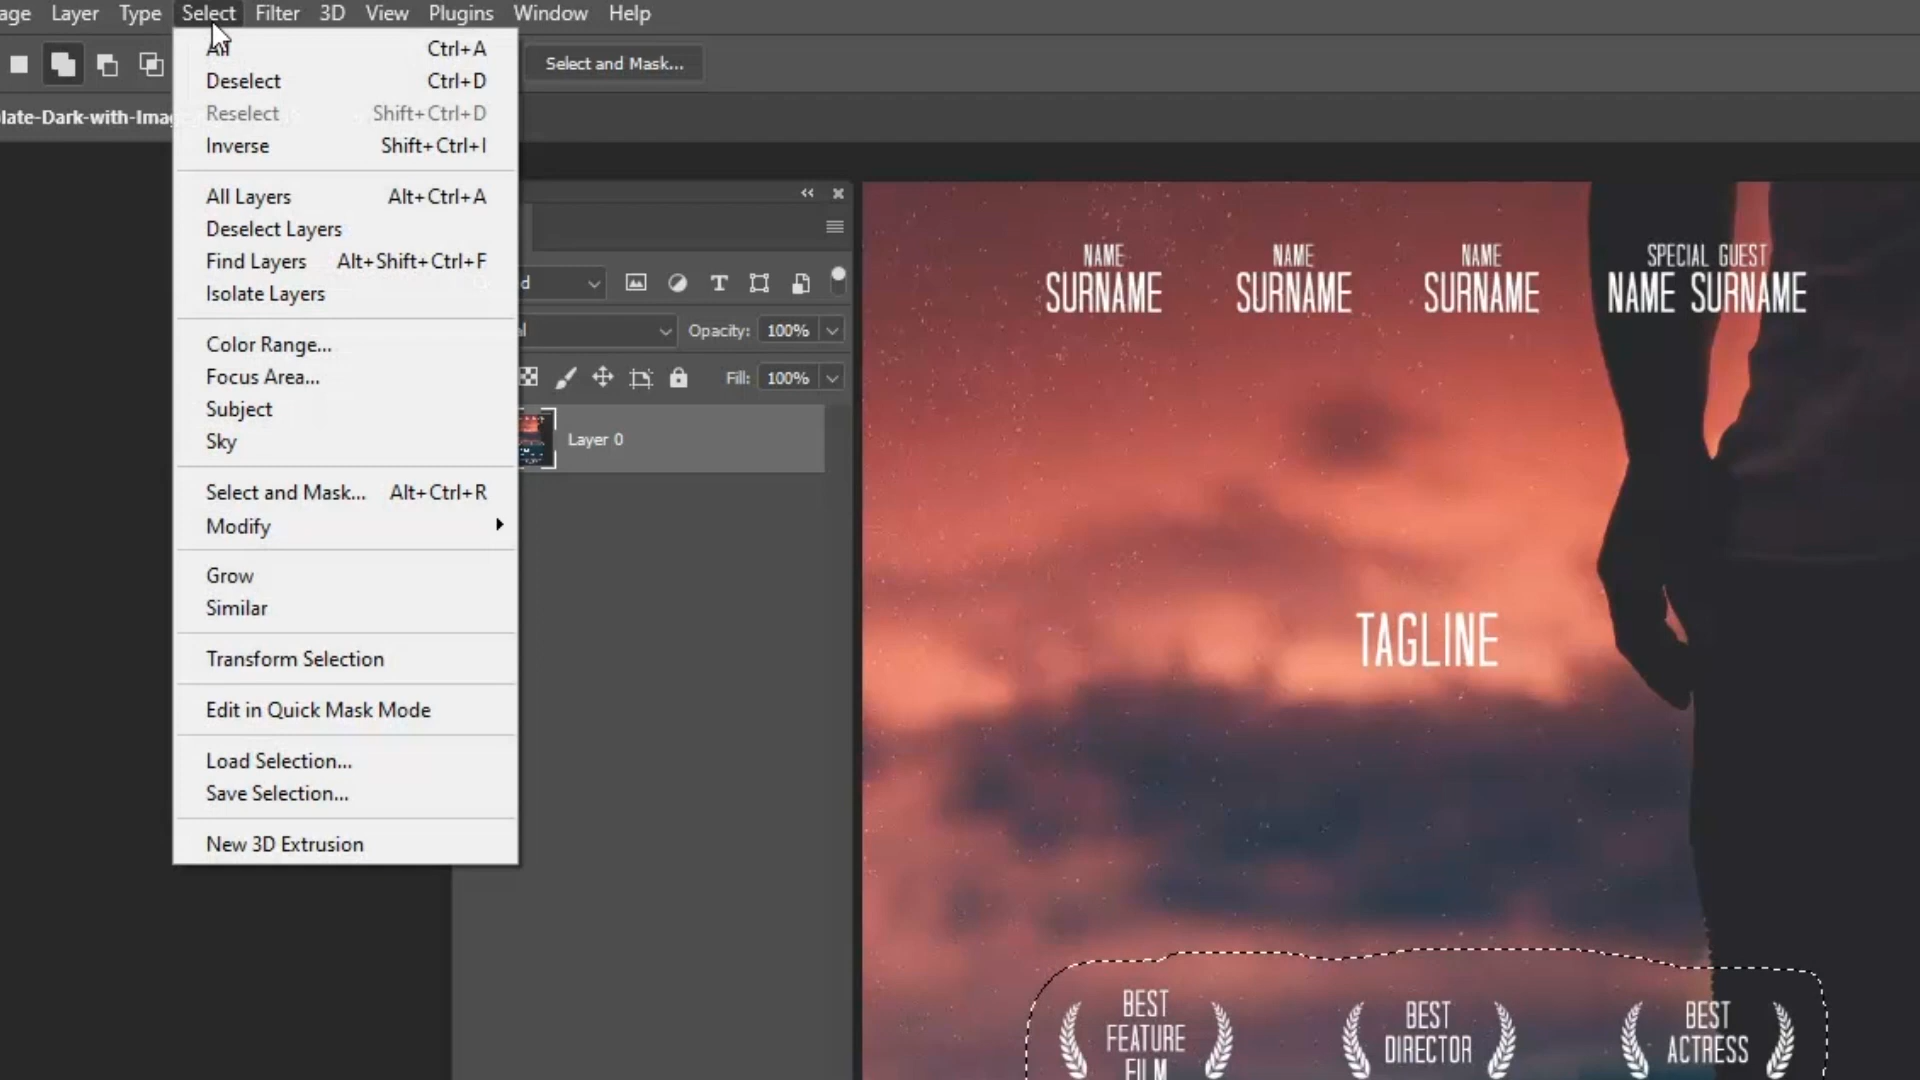 age Layer Type Select Filter 3D View Plugins Window Help
All Ctrl+A
Select and Mask...
Deselect Ctrl+D
Reselect Shift+Ctrl+D
late-Dark-with-Imag
Inverse Shift+Ctrl+I
All Layers Alt+Ctrl+A
Deselect Layers
Find Layers Alt+Shift+Ctrl+F
Isolate Layers
Color Range...
Focus Area...
Subject
Sky
Select and Mask... Alt+Ctrl+R
Modify
Grow
Similar
Transform Selection
Edit in Quick Mask Mode
Load Selection...
Save Selection...
New 3D Extrusion
d
al Opacity: 100%
Fill: 100%
Layer 0
NAME
SURNAME
NAME
SURNAME
NAME
SURNAME
SPECIAL GUEST
NAME SURNAME
TAGLINE
BEST
FEATURE
FILM
BEST
DIRECTOR
BEST
ACTRESS